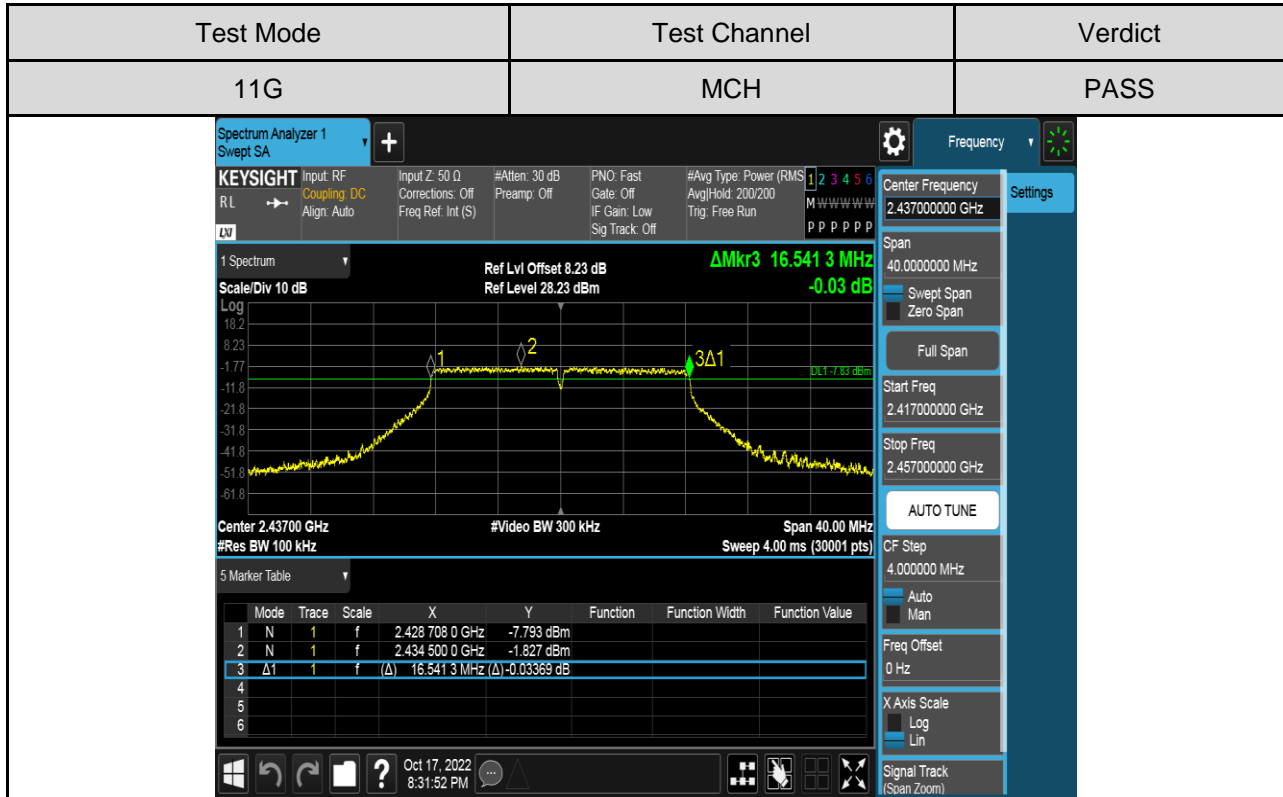 Test Mode Test Channel Verdict
11G MCH PASS
Spectrum Analyzer 1
Swept SA
Frequency
KEYSIGHT Input: RF Input Z: 50 Ω #Atten: 30 dB PNO: Fast #Avg Type: Power (RMS 1 2 3 4 5 6
RL Coupling: DC Corrections: Off Preamp: Off Gate: Off Avg|Hold: 200/200 M W W W W W
Align: Auto Freq Ref: Int (S) IF Gain: Low Trig: Free Run
LXI Sig Track: Off P P P P P P
1 Spectrum Ref Lvl Offset 8.23 dB ΔMkr3 16.541 3 MHz
Scale/Div 10 dB Ref Level 28.23 dBm -0.03 dB
Log
18.2
8.23
1 2 3Δ1
-1.77
DL1 -7.83 dBm
-11.8
-21.8
-31.8
-41.8
-51.8
-61.8
Center 2.43700 GHz #Video BW 300 kHz Span 40.00 MHz
#Res BW 100 kHz Sweep 4.00 ms (30001 pts)
5 Marker Table
Mode Trace Scale X Y Function Function Width Function Value
1 N 1 f 2.428 708 0 GHz -7.793 dBm
2 N 1 f 2.434 500 0 GHz -1.827 dBm
3 Δ1 1 f (Δ) 16.541 3 MHz (Δ) -0.03369 dB
4
5
6
Oct 17, 2022
8:31:52 PM
?
Center Frequency
2.437000000 GHz
Settings
Span
40.0000000 MHz
Swept Span
Zero Span
Full Span
Start Freq
2.417000000 GHz
Stop Freq
2.457000000 GHz
AUTO TUNE
CF Step
4.000000 MHz
Auto
Man
Freq Offset
0 Hz
X Axis Scale
Log
Lin
Signal Track
(Span Zoom)